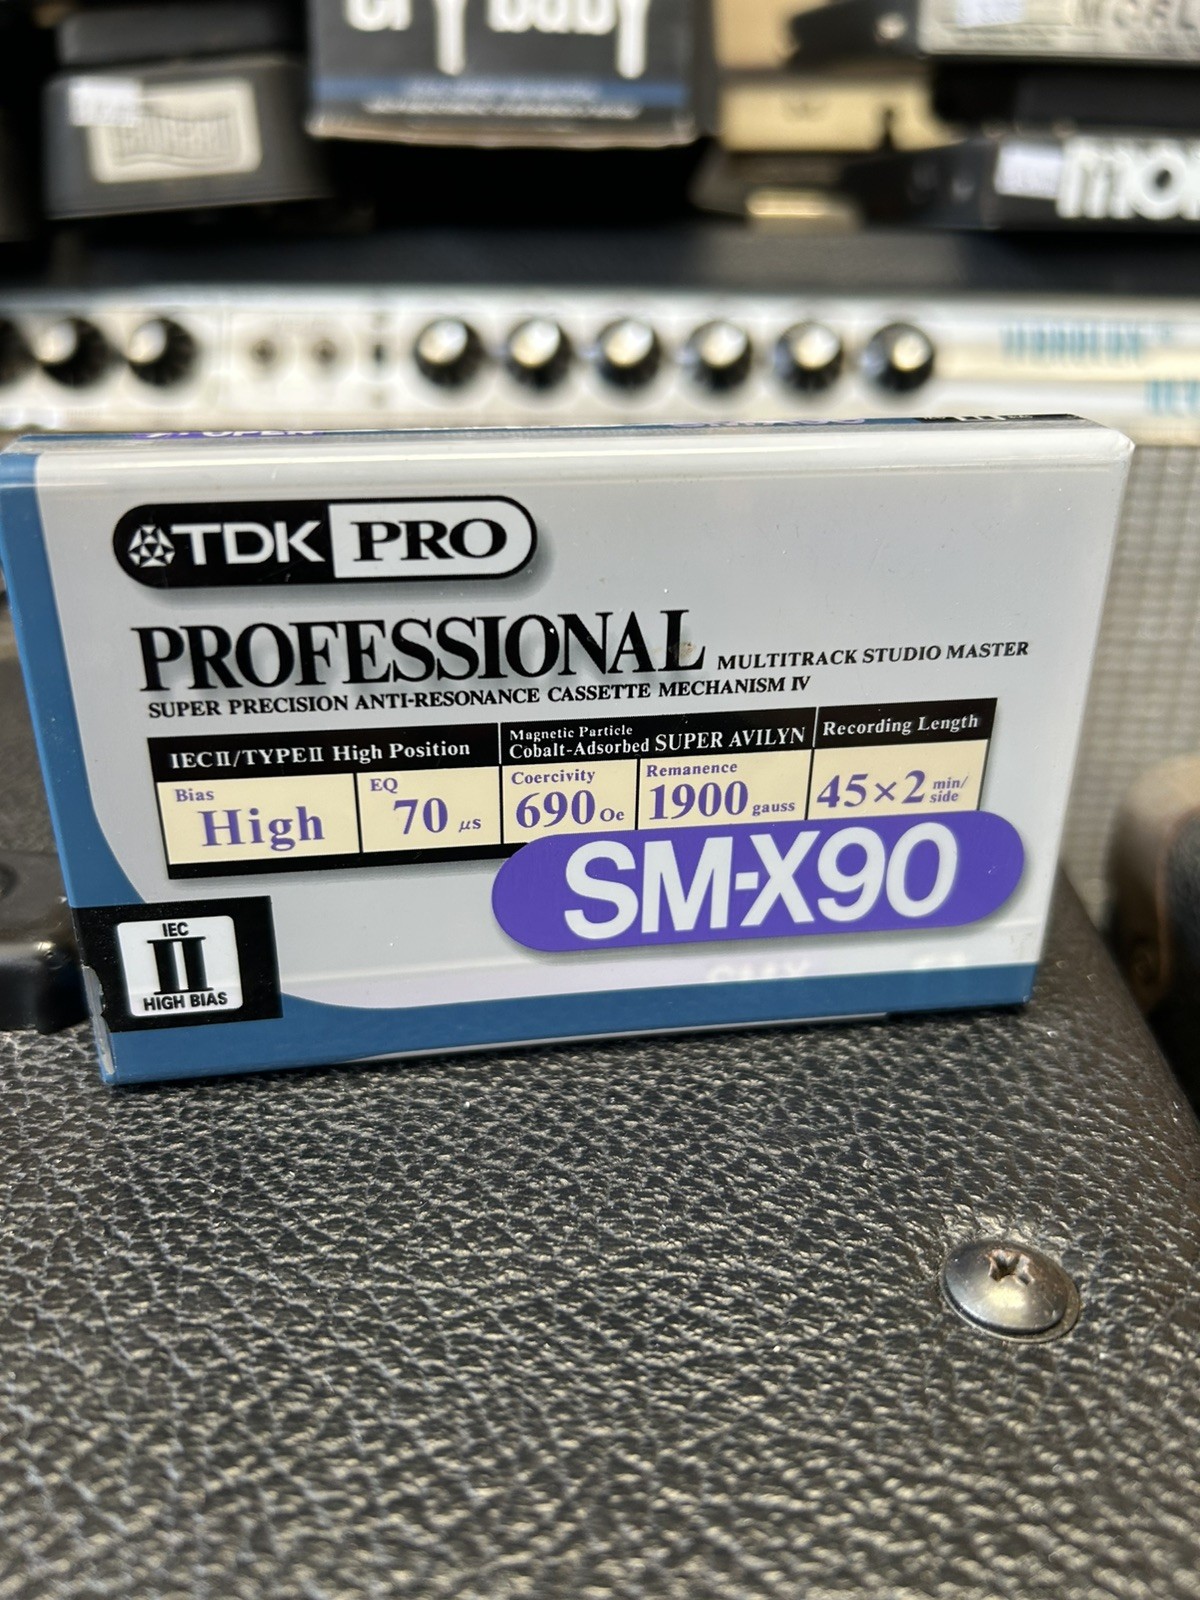 cry baby
TDK PRO
PROFESSIONAL MULTITRACK STUDIO MASTER
SUPER PRECISION ANTI-RESONANCE CASSETTE MECHANISM IV
IECII/TYPEII High Position
Magnetic Particle
Cobalt-Adsorbed SUPER AVILYN
Recording Length
Bias
High
EQ
70 μs
Coercivity
690 Oe
Remanence
1900 gauss
45×2 min/side
SM-X90
IEC
II
HIGH BIAS